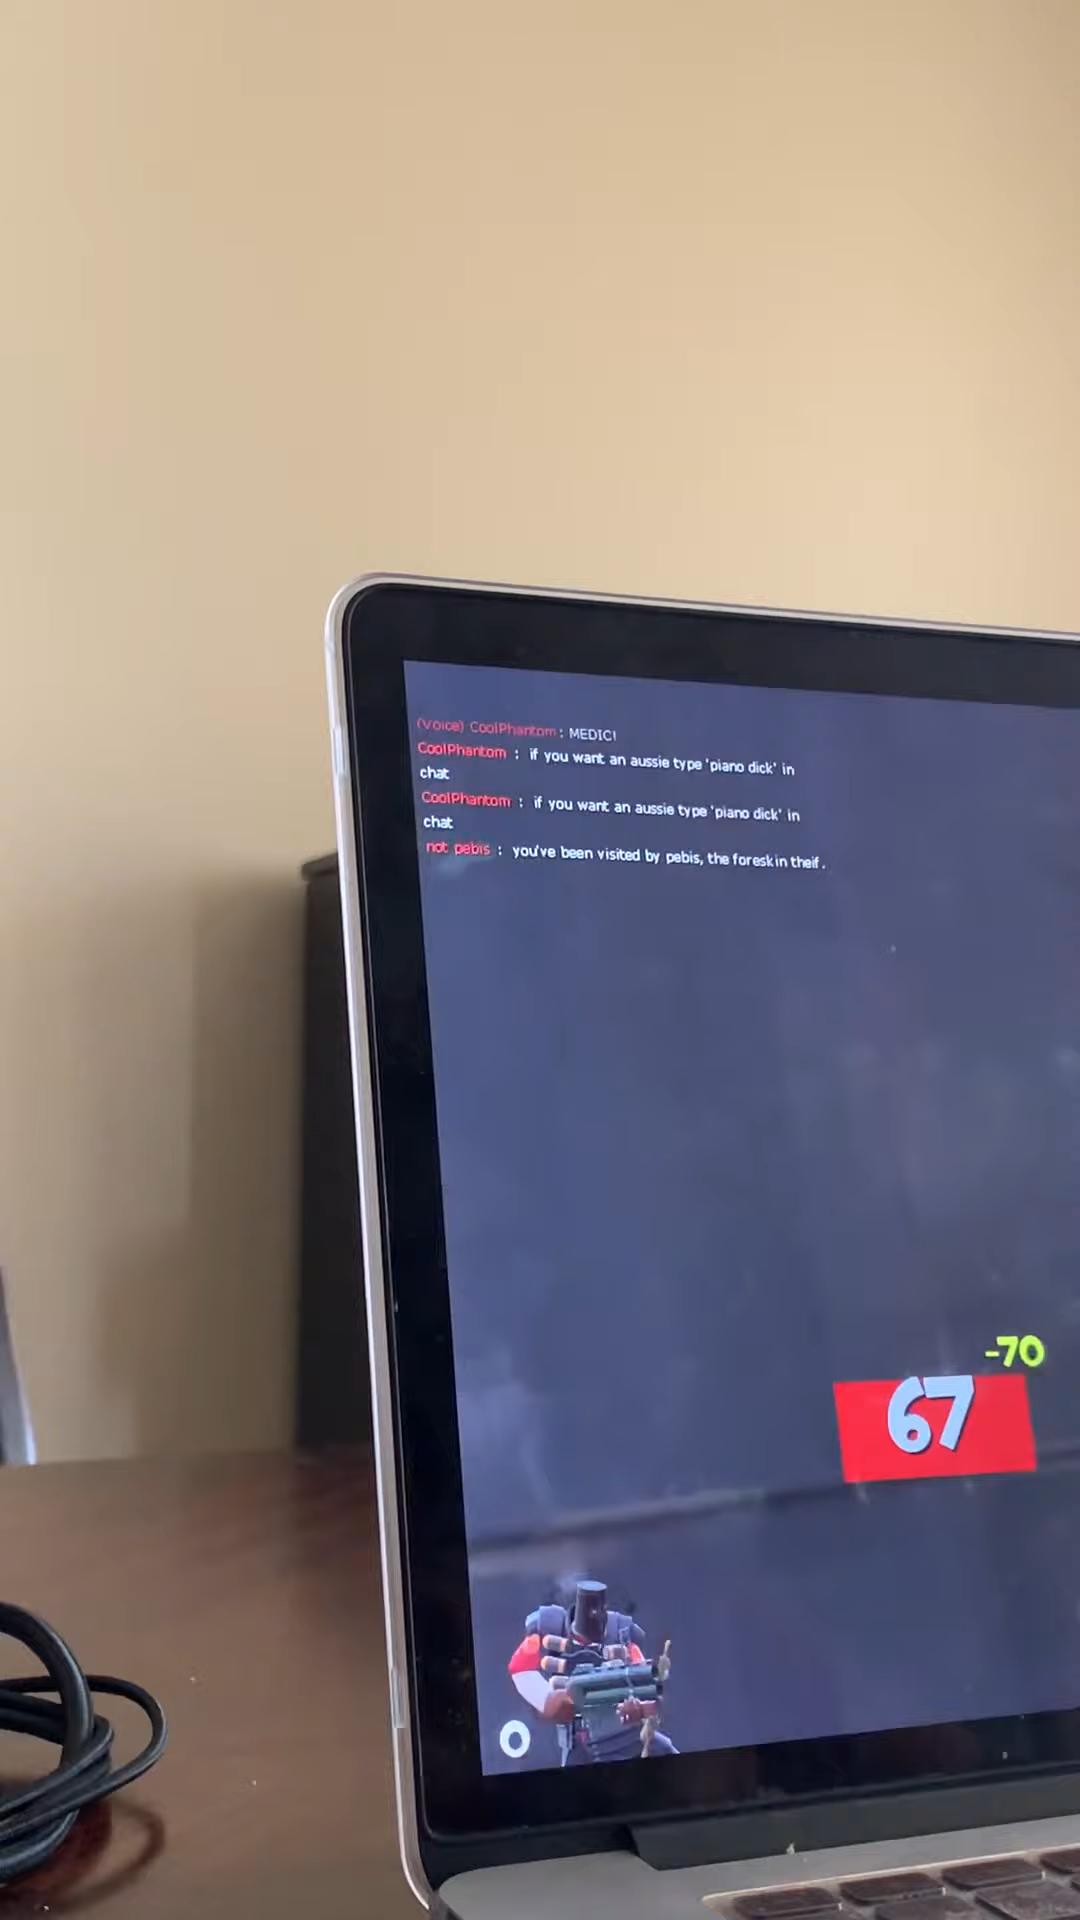 (Voice) CoolPhantom : MEDIC!
CoolPhantom : if you want an aussie type 'piano dick' in
chat
CoolPhantom : if you want an aussie type 'piano dick' in
chat
not pebis : you've been visited by pebis, the foreskin theif.
-70
67
0